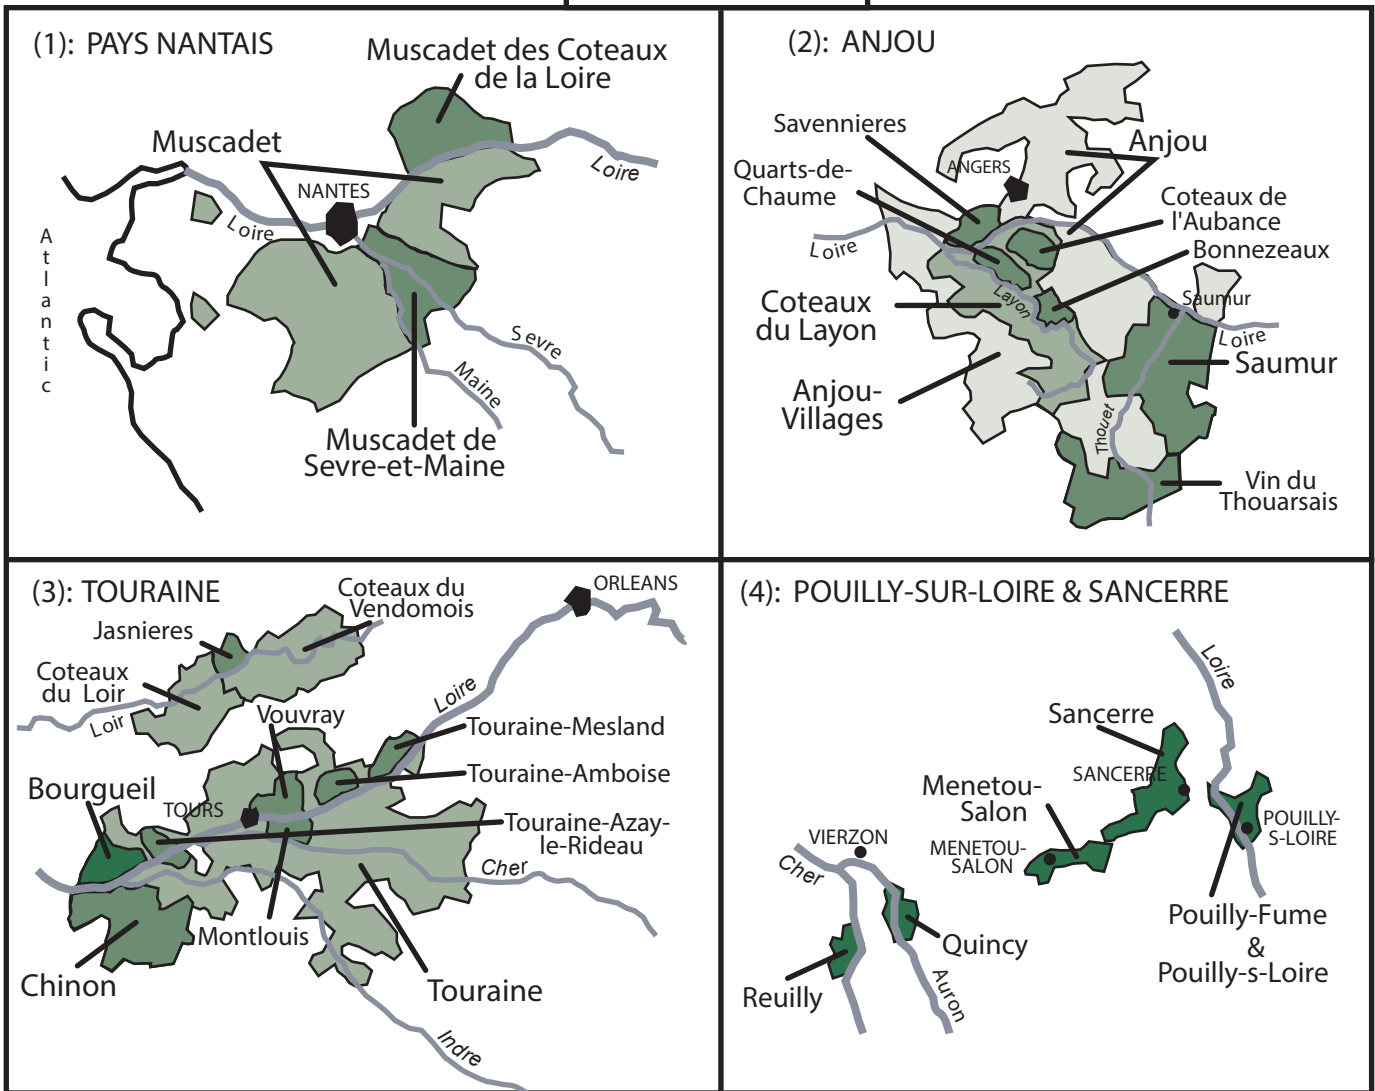 (1): PAYS NANTAIS
Muscadet des Coteaux
de la Loire
Muscadet
NANTES
Loire
Loire
Atlantic
Sevre
Maine
Muscadet de
Sevre-et-Maine
(2): ANJOU
Savennieres
ANGERS
Anjou
Quarts-de-
Chaume
Coteaux de
l'Aubance
Bonnezeaux
Loire
Layon
Saumur
Coteaux
du Layon
Loire
Saumur
Anjou-
Villages
Thouet
Vin du
Thouarsais
(3): TOURAINE
Coteaux du
Vendomois
ORLEANS
Jasnieres
Coteaux
du Loir
Loir
Loire
Vouvray
Touraine-Mesland
Touraine-Amboise
Bourgueil
TOURS
Touraine-Azay-
le-Rideau
Cher
Montlouis
Chinon
Touraine
Indre
(4): POUILLY-SUR-LOIRE & SANCERRE
Loire
Sancerre
SANCERRE
Menetou-
Salon
POUILLY-
S-LOIRE
VIERZON
MENETOU-
SALON
Cher
Pouilly-Fume
&
Pouilly-s-Loire
Quincy
Reuilly
Auron